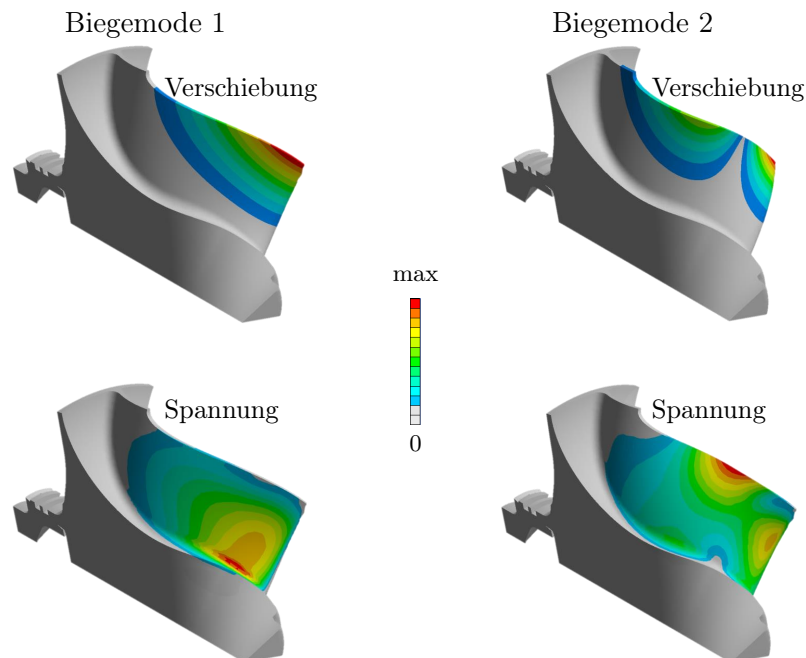 Biegemode 1
Biegemode 2
Verschiebung
Verschiebung
max
0
Spannung
Spannung